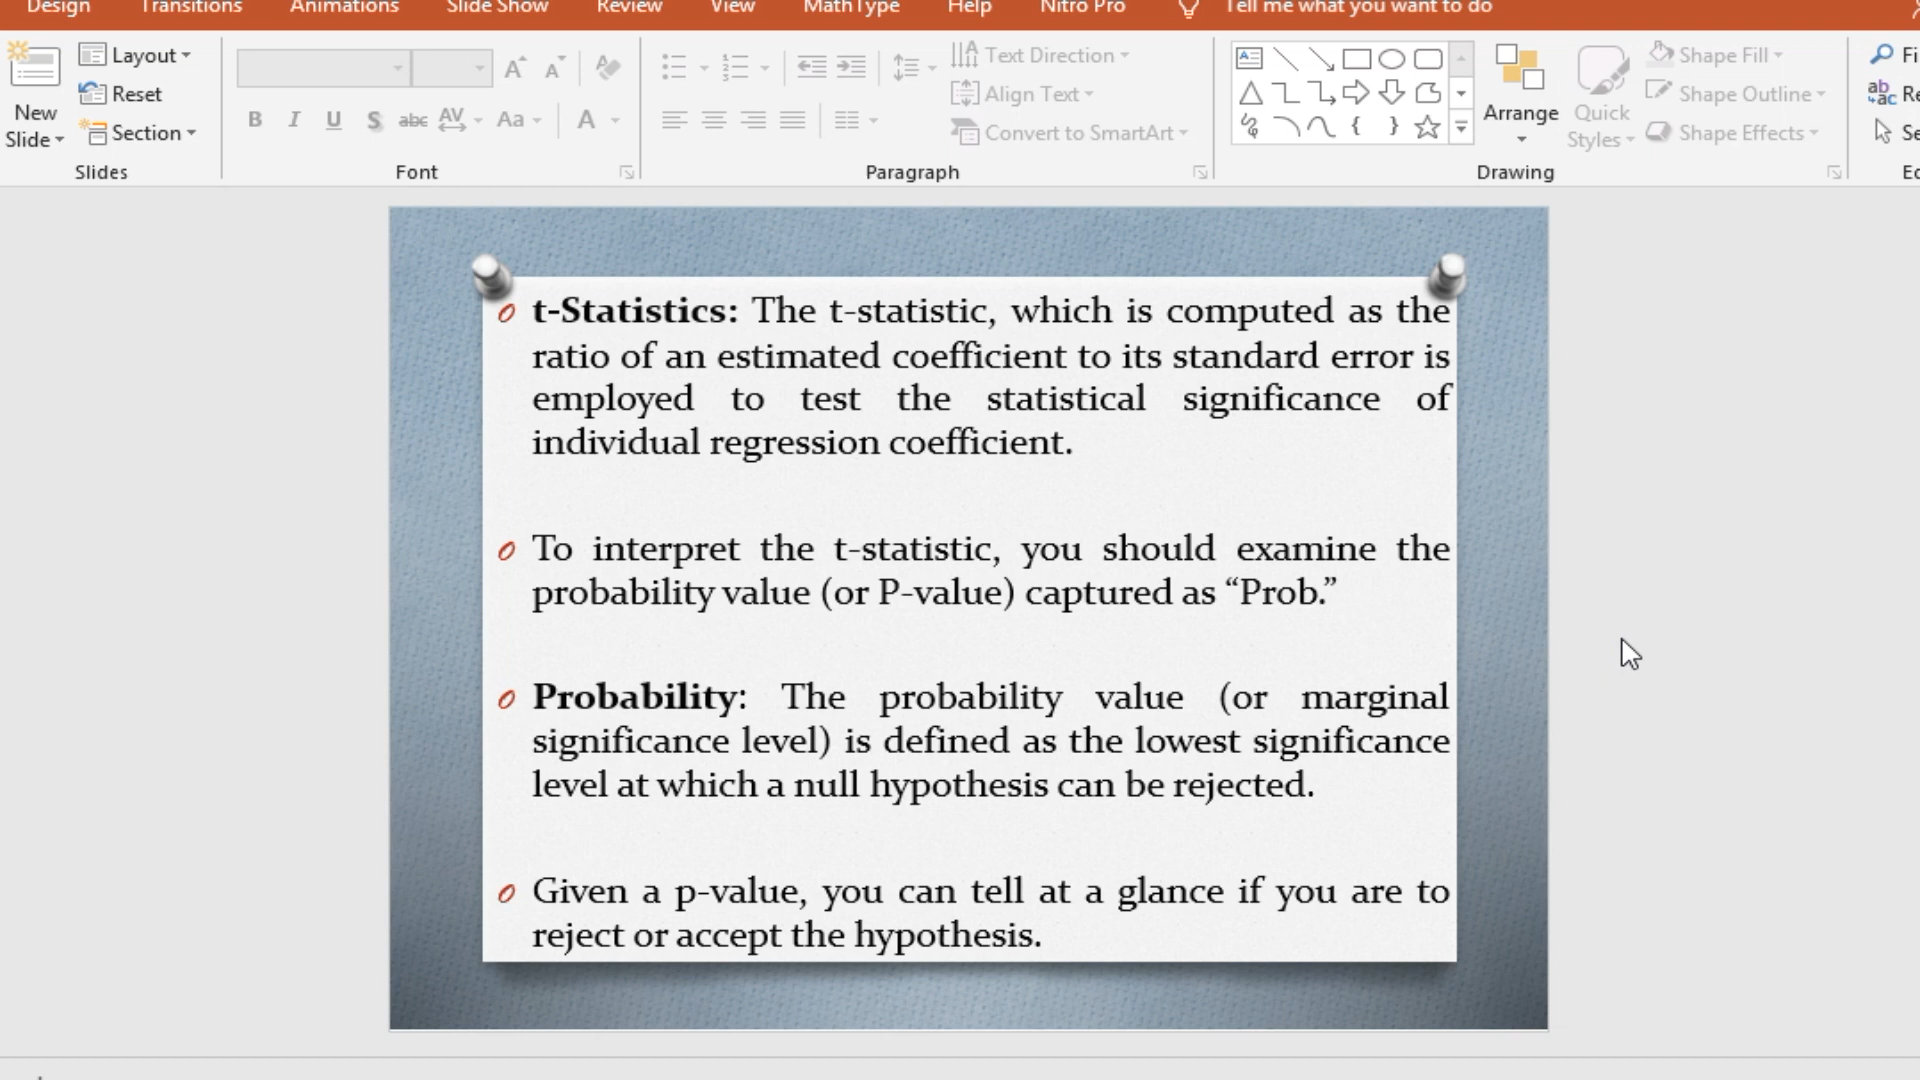 Design Transitions Animations Slide Show Review View MathType Help Nitro Pro Tell me what you want to do
New Slide
Layout
Reset
Section
Slides
B I U S abc AV Aa A
Font
Text Direction
Align Text
Convert to SmartArt
Paragraph
Arrange
Quick Styles
Shape Fill
Shape Outline
Shape Effects
Drawing
t-Statistics: The t-statistic, which is computed as the
ratio of an estimated coefficient to its standard error is
employed to test the statistical significance of
individual regression coefficient.
To interpret the t-statistic, you should examine the
probability value (or P-value) captured as “Prob.”
Probability: The probability value (or marginal
significance level) is defined as the lowest significance
level at which a null hypothesis can be rejected.
Given a p-value, you can tell at a glance if you are to
reject or accept the hypothesis.